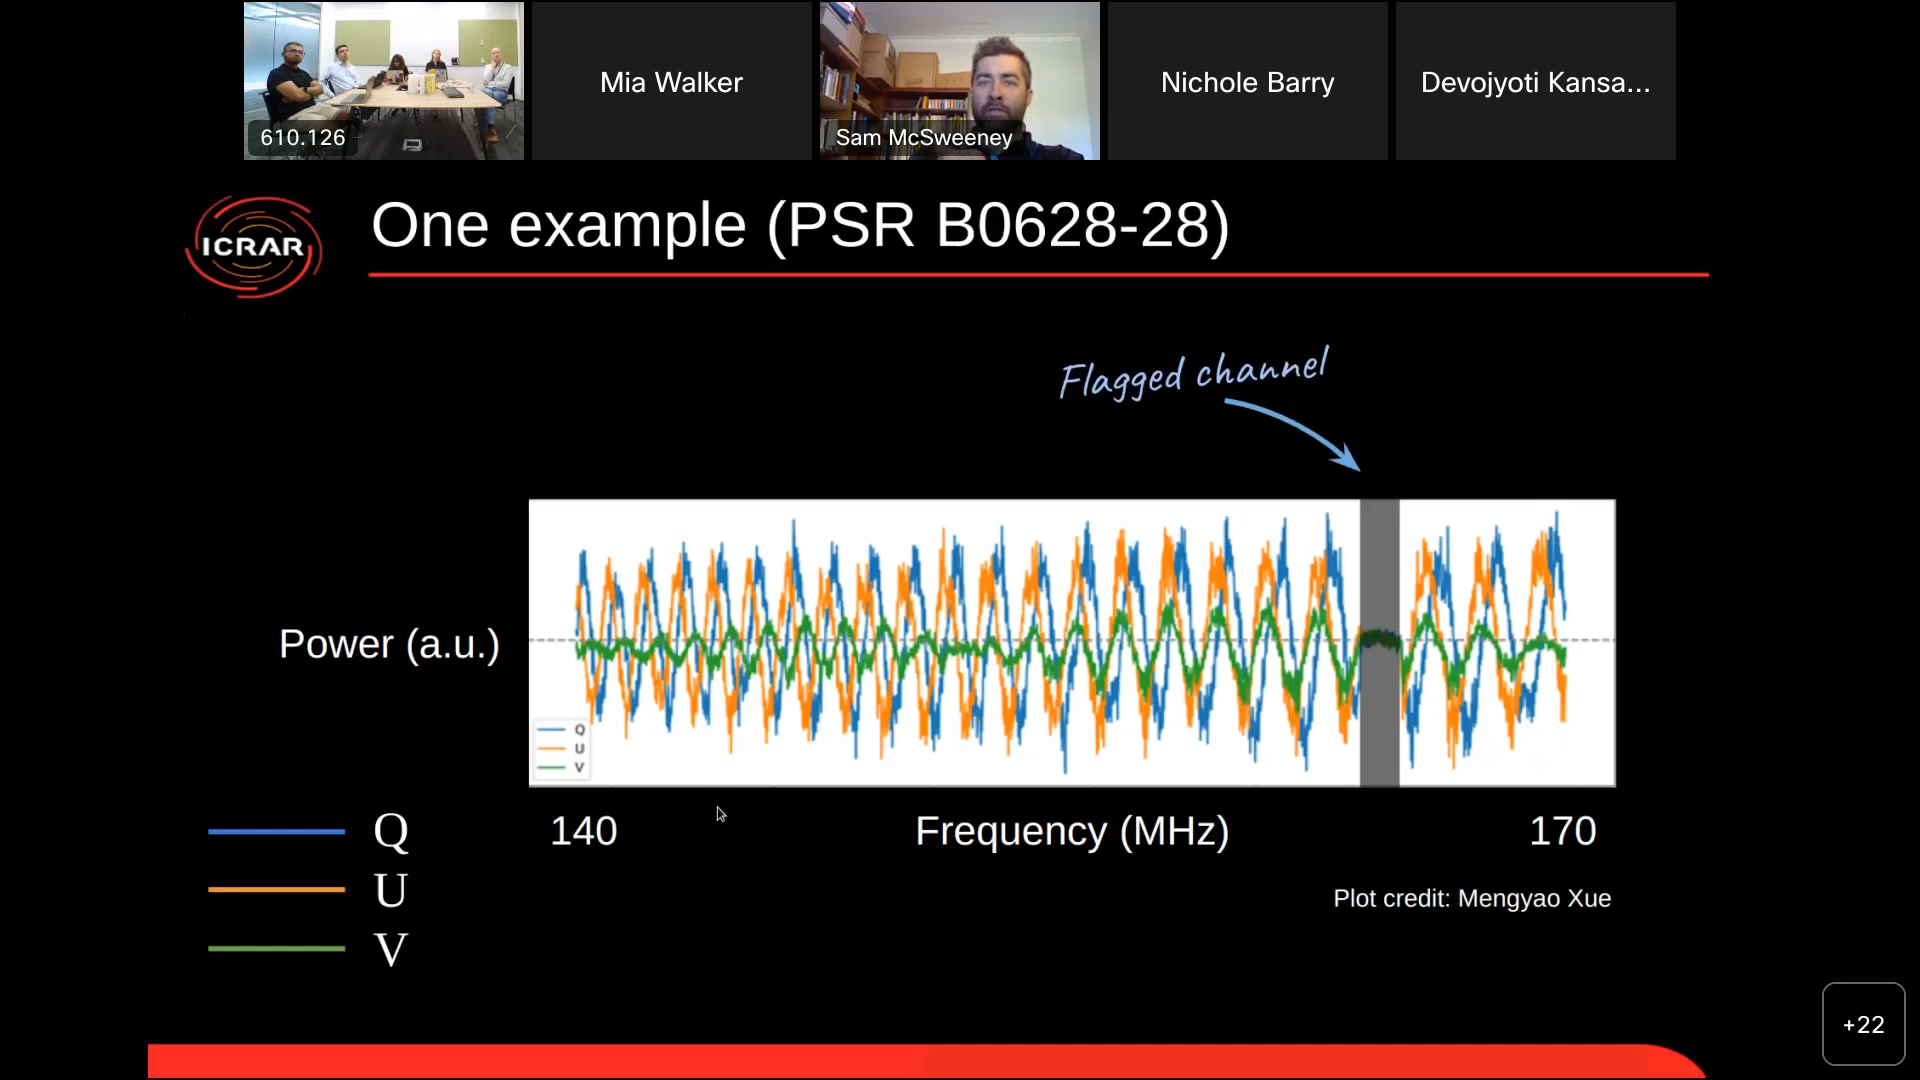 610.126
Mia Walker
Sam McSweeney
Nichole Barry
Devojyoti Kansa...
ICRAR
One example (PSR B0628-28)
Flagged channel
Power (a.u.)
Q
U
V
140
Frequency (MHz)
170
Q
U
V
Plot credit: Mengyao Xue
+22